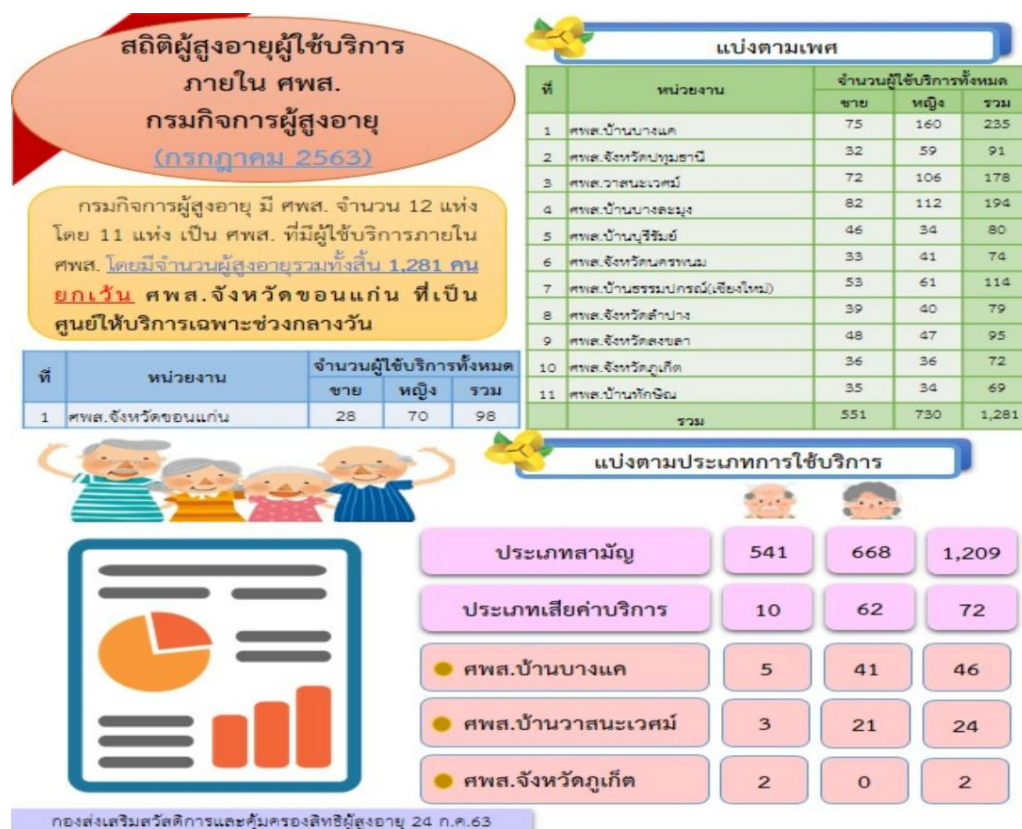 สถิติผู้สูงอายุผู้ใช้บริการ
ภายใน ศพส.
กรมกิจการผู้สูงอายุ
(กรกฎาคม 2563)
กรมกิจการผู้สูงอายุ มี ศพส. จำนวน 12 แห่ง
โดย 11 แห่ง เป็น ศพส. ที่มีผู้ใช้บริการภายใน
ศพส. โดยมีจำนวนผู้สูงอายุรวมทั้งสิ้น 1,281 คน
ยกเว้น ศพส.จังหวัดขอนแก่น ที่เป็น
ศูนย์ให้บริการเฉพาะช่วงกลางวัน
ที่ หน่วยงาน จำนวนผู้ใช้บริการทั้งหมด
ชาย หญิง รวม
1 ศพส.จังหวัดขอนแก่น 28 70 98
แบ่งตามเพศ
ที่ หน่วยงาน จำนวนผู้ใช้บริการทั้งหมด
ชาย หญิง รวม
1 ศพส.บ้านบางแค 75 160 235
2 ศพส.จังหวัดปทุมธานี 32 59 91
3 ศพส.วาสนะเวศม์ 72 106 178
4 ศพส.บ้านบางละมุง 82 112 194
5 ศพส.บ้านบุรีรัมย์ 46 34 80
6 ศพส.จังหวัดนครพนม 33 41 74
7 ศพส.บ้านธรรมปกรณ์(เชียงใหม่) 53 61 114
8 ศพส.จังหวัดลำปาง 39 40 79
9 ศพส.จังหวัดสงขลา 48 47 95
10 ศพส.จังหวัดภูเก็ต 36 36 72
11 ศพส.บ้านทักษิณ 35 34 69
รวม 551 730 1,281
แบ่งตามประเภทการใช้บริการ
ประเภทสามัญ 541 668 1,209
ประเภทเสียค่าบริการ 10 62 72
ศพส.บ้านบางแค 5 41 46
ศพส.บ้านวาสนะเวศม์ 3 21 24
ศพส.จังหวัดภูเก็ต 2 0 2
กองส่งเสริมสวัสดิการและคุ้มครองสิทธิผู้สูงอายุ 24 ก.ค.63